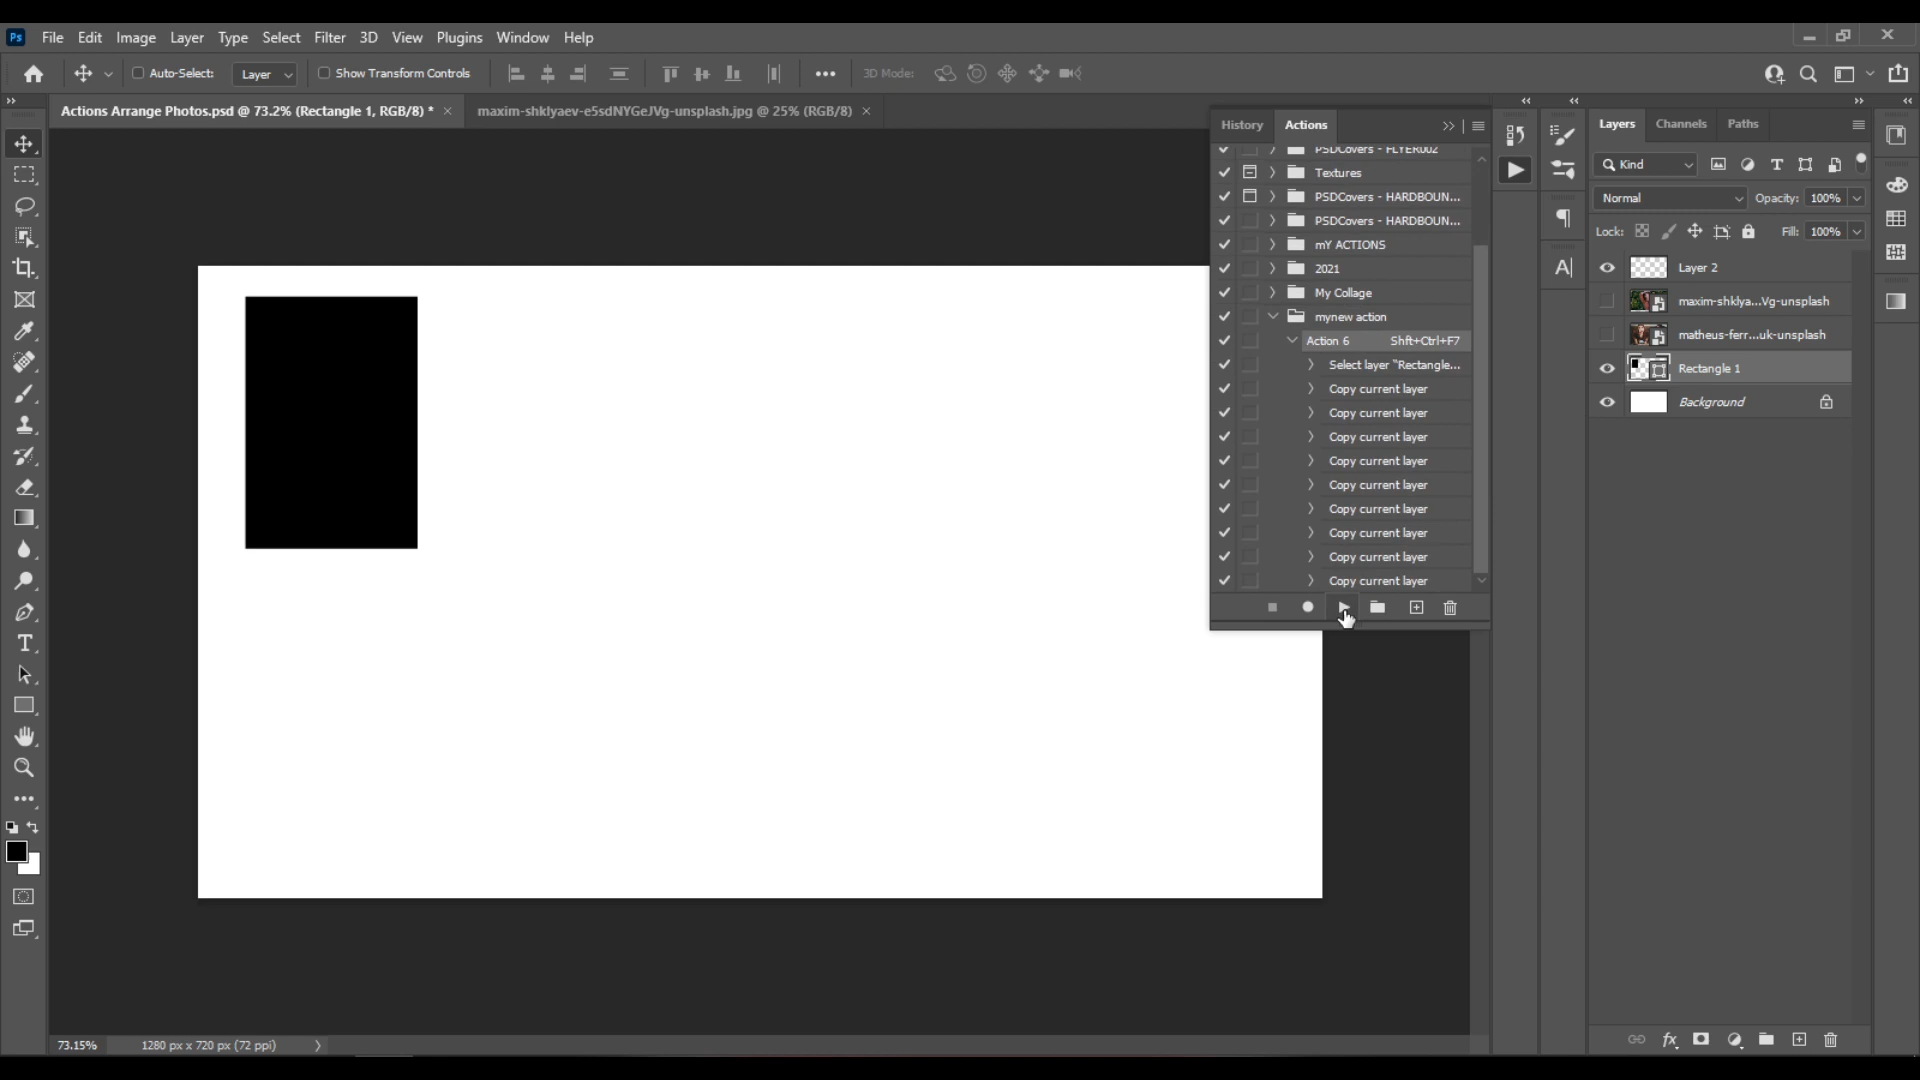 Ps File Edit Image Layer Type Select Filter 3D View Plugins Window Help
Auto-Select: Layer Show Transform Controls 3D Mode:
Actions Arrange Photos.psd @ 73.2% (Rectangle 1, RGB/8) * × maxim-shklyaev-e5sdNYGeJVg-unsplash.jpg @ 25% (RGB/8) ×
History Actions
PSDCovers - FLYER002
Textures
PSDCovers - HARDBOUN...
PSDCovers - HARDBOUN...
mY ACTIONS
2021
My Collage
mynew action
Action 6 Shft+Ctrl+F7
Select layer "Rectangle...
Copy current layer
Copy current layer
Copy current layer
Copy current layer
Copy current layer
Copy current layer
Copy current layer
Copy current layer
Copy current layer
Layers Channels Paths
Kind
Normal Opacity: 100%
Lock: Fill: 100%
Layer 2
maxim-shklya...Vg-unsplash
matheus-ferr...uk-unsplash
Rectangle 1
Background
73.15% 1280 px x 720 px (72 ppi)